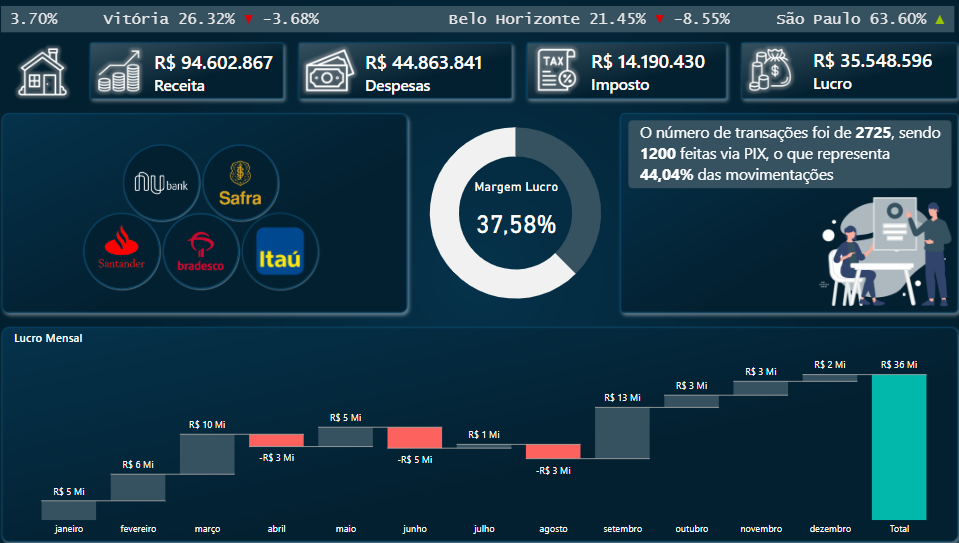 3.70% Vitória 26.32% ▼ -3.68% Belo Horizonte 21.45% ▼ -8.55% São Paulo 63.60% ▲
R$ 94.602.867
Receita
R$ 44.863.841
Despesas
TAX
R$ 14.190.430
Imposto
R$ 35.548.596
Lucro
nu bank
Safra
Santander
bradesco
Itaú
Margem Lucro
37,58%
O número de transações foi de 2725, sendo
1200 feitas via PIX, o que representa
44,04% das movimentações
Lucro Mensal
R$ 5 Mi
R$ 6 Mi
R$ 10 Mi
-R$ 3 Mi
R$ 5 Mi
-R$ 5 Mi
R$ 1 Mi
-R$ 3 Mi
R$ 13 Mi
R$ 3 Mi
R$ 3 Mi
R$ 2 Mi
R$ 36 Mi
janeiro fevereiro março abril maio junho julho agosto setembro outubro novembro dezembro Total